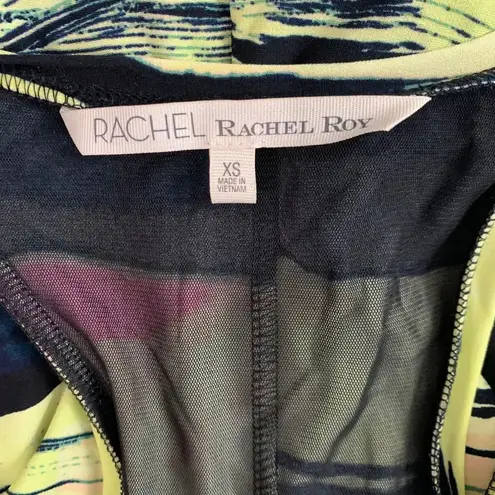 RACHEL RACHEL ROY
XS
MADE IN
VIETNAM